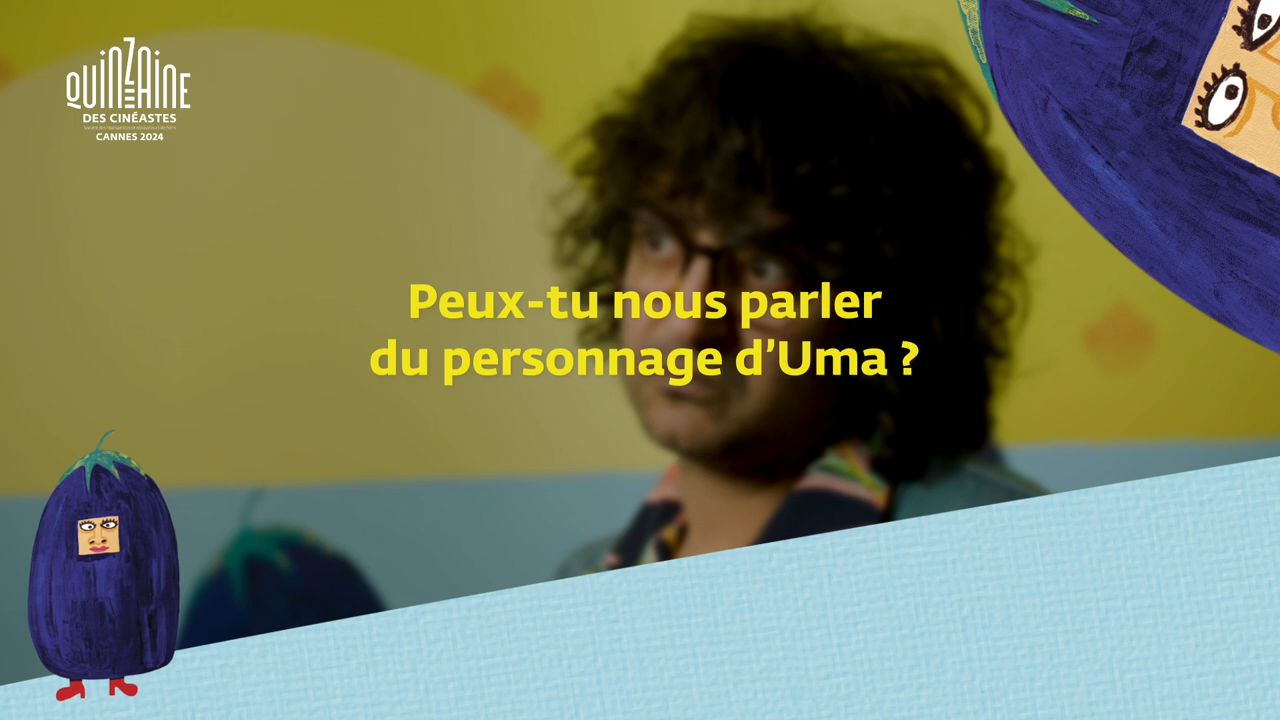 QUINZAINE
DES CINÉASTES
CANNES 2024
Peux-tu nous parler
du personnage d’Uma ?